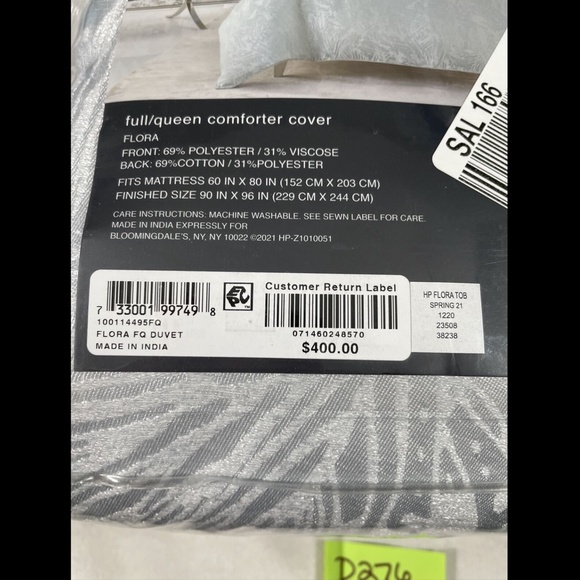 full/queen comforter cover
FLORA
FRONT: 69% POLYESTER / 31% VISCOSE
BACK: 69%COTTON / 31%POLYESTER
FITS MATTRESS 60 IN X 80 IN (152 CM X 203 CM)
FINISHED SIZE 90 IN X 96 IN (229 CM X 244 CM)
CARE INSTRUCTIONS: MACHINE WASHABLE. SEE SEWN LABEL FOR CARE.
MADE IN INDIA EXPRESSLY FOR
BLOOMINGDALE'S, NY, NY 10022 ©2021 HP-Z1010051
SAL 166
7 33001 99749 8
100114495FQ
FLORA FQ DUVET
MADE IN INDIA
Customer Return Label
071460248570
$400.00
HP FLORA TOB
SPRING 21
1220
23508
38238
D276